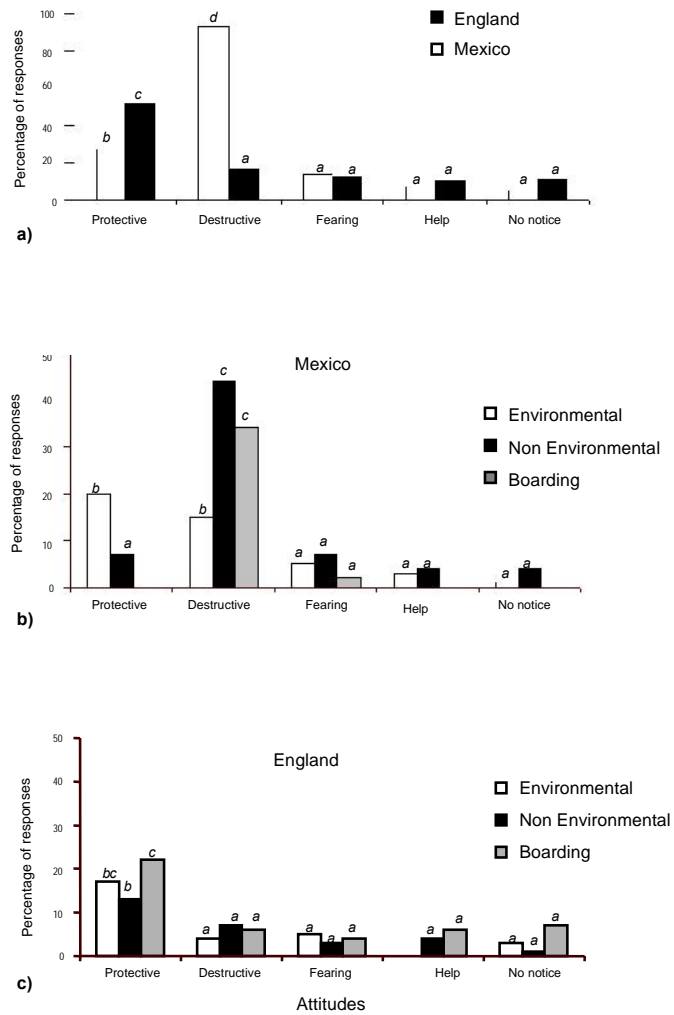 100
80
60
40
20
0
Percentage of responses
England
Mexico
b
c
d
a
a
a
a
a
a
a
Protective
Destructive
Fearing
Help
No notice
a)
Mexico
50
40
30
20
10
0
Percentage of responses
Environmental
Non Environmental
Boarding
b
a
b
c
c
a
a
a
a
a
a
a
Protective
Destructive
Fearing
Help
No notice
b)
England
50
40
30
20
10
0
Percentage of responses
Environmental
Non Environmental
Boarding
bc
b
c
a
a
a
a
a
a
a
a
a
a
a
Protective
Destructive
Fearing
Help
No notice
c)
Attitudes